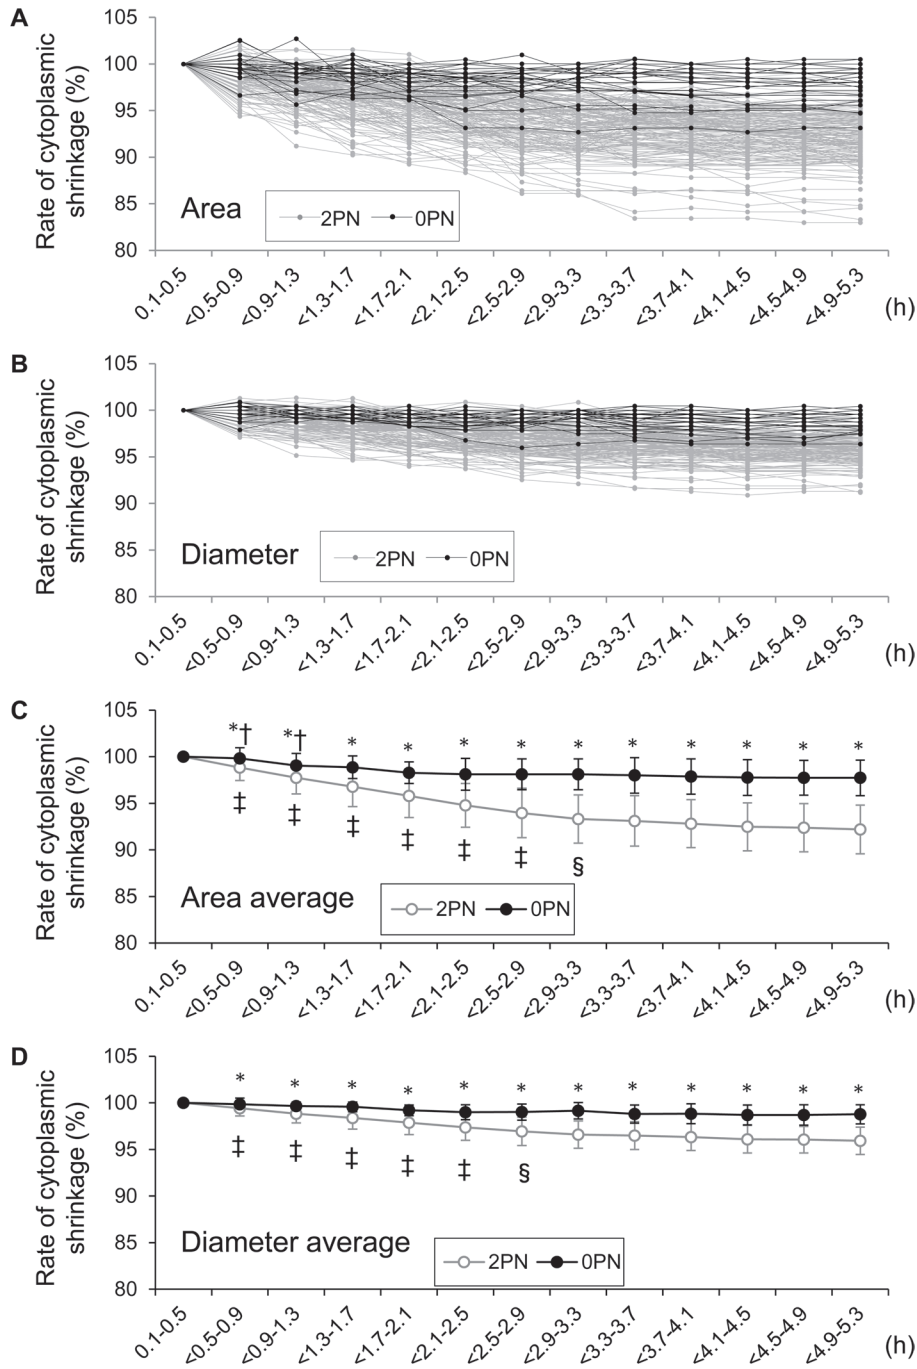 A
105
100
95
90
85
80
Rate of cytoplasmic
shrinkage (%)
Area
2PN 0PN
0.1-0.5 <0.5-0.9 <0.9-1.3 <1.3-1.7 <1.7-2.1 <2.1-2.5 <2.5-2.9 <2.9-3.3 <3.3-3.7 <3.7-4.1 <4.1-4.5 <4.5-4.9 <4.9-5.3 (h)
B
105
100
95
90
85
80
Rate of cytoplasmic
shrinkage (%)
Diameter
2PN 0PN
0.1-0.5 <0.5-0.9 <0.9-1.3 <1.3-1.7 <1.7-2.1 <2.1-2.5 <2.5-2.9 <2.9-3.3 <3.3-3.7 <3.7-4.1 <4.1-4.5 <4.5-4.9 <4.9-5.3 (h)
C
105
100
95
90
85
80
Rate of cytoplasmic
shrinkage (%)
*† *† * * * * * * * * * *
‡ ‡ ‡ ‡ ‡ ‡ §
Area average
2PN 0PN
0.1-0.5 <0.5-0.9 <0.9-1.3 <1.3-1.7 <1.7-2.1 <2.1-2.5 <2.5-2.9 <2.9-3.3 <3.3-3.7 <3.7-4.1 <4.1-4.5 <4.5-4.9 <4.9-5.3 (h)
D
105
100
95
90
85
80
Rate of cytoplasmic
shrinkage (%)
* * * * * * * * * * * *
‡ ‡ ‡ ‡ ‡ §
Diameter average
2PN 0PN
0.1-0.5 <0.5-0.9 <0.9-1.3 <1.3-1.7 <1.7-2.1 <2.1-2.5 <2.5-2.9 <2.9-3.3 <3.3-3.7 <3.7-4.1 <4.1-4.5 <4.5-4.9 <4.9-5.3 (h)